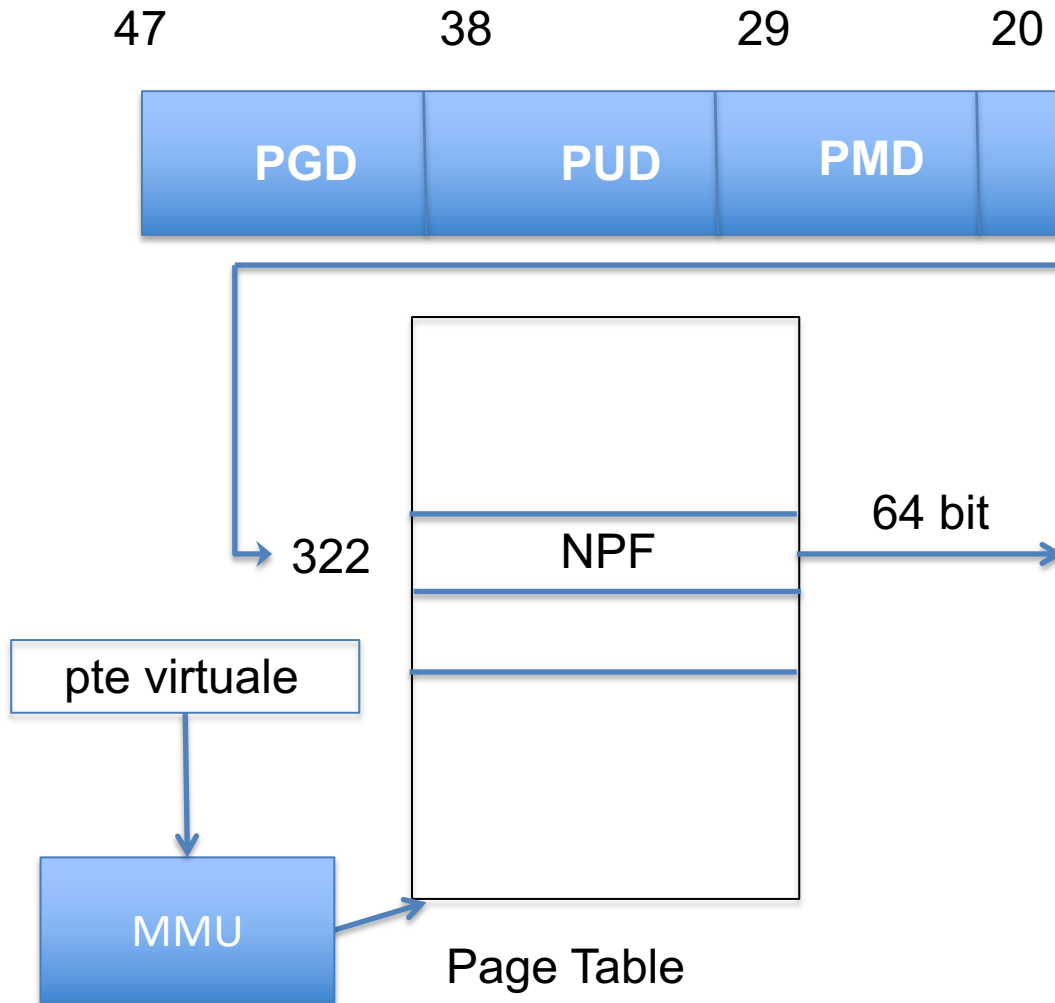 47 38 29 20
PGD PUD PMD
64 bit
322 NPF
pte virtuale
MMU
Page Table